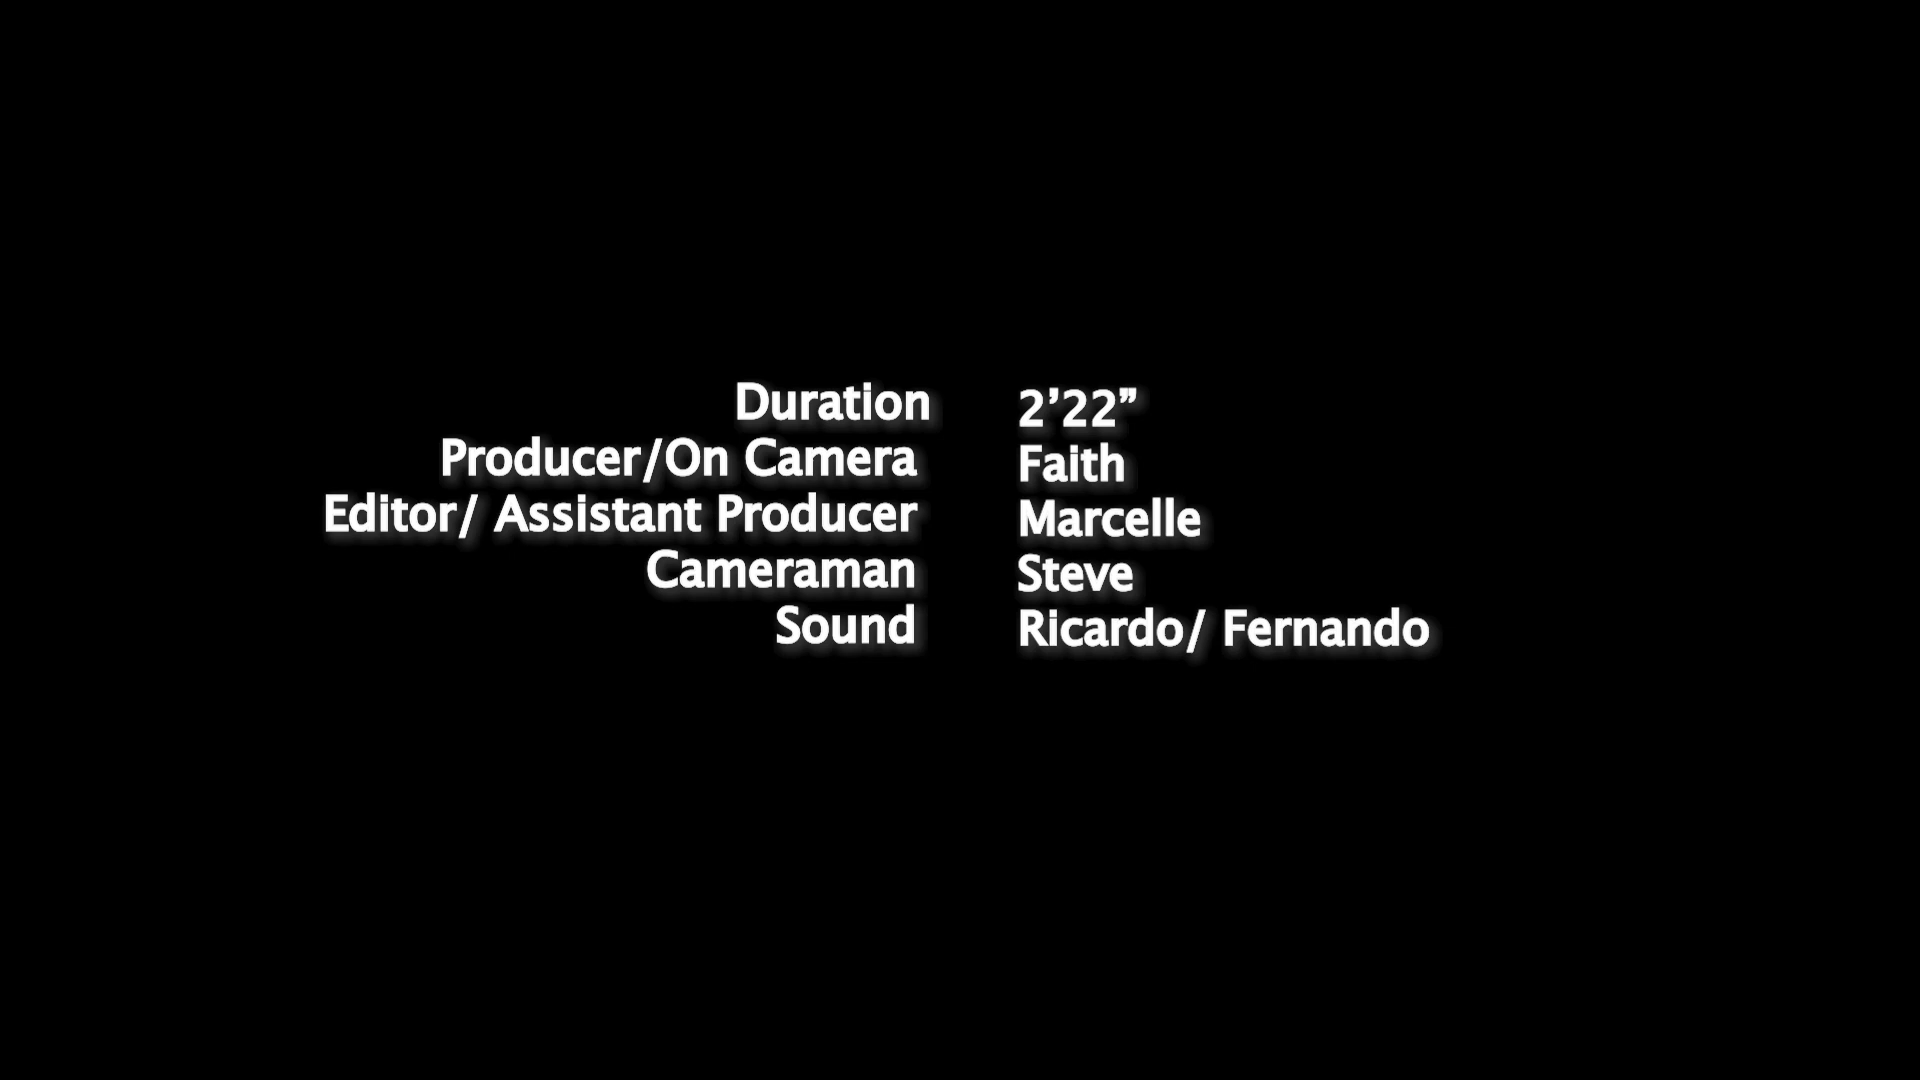 Duration 2’22”
Producer/On Camera Faith
Editor/ Assistant Producer Marcelle
Cameraman Steve
Sound Ricardo/ Fernando